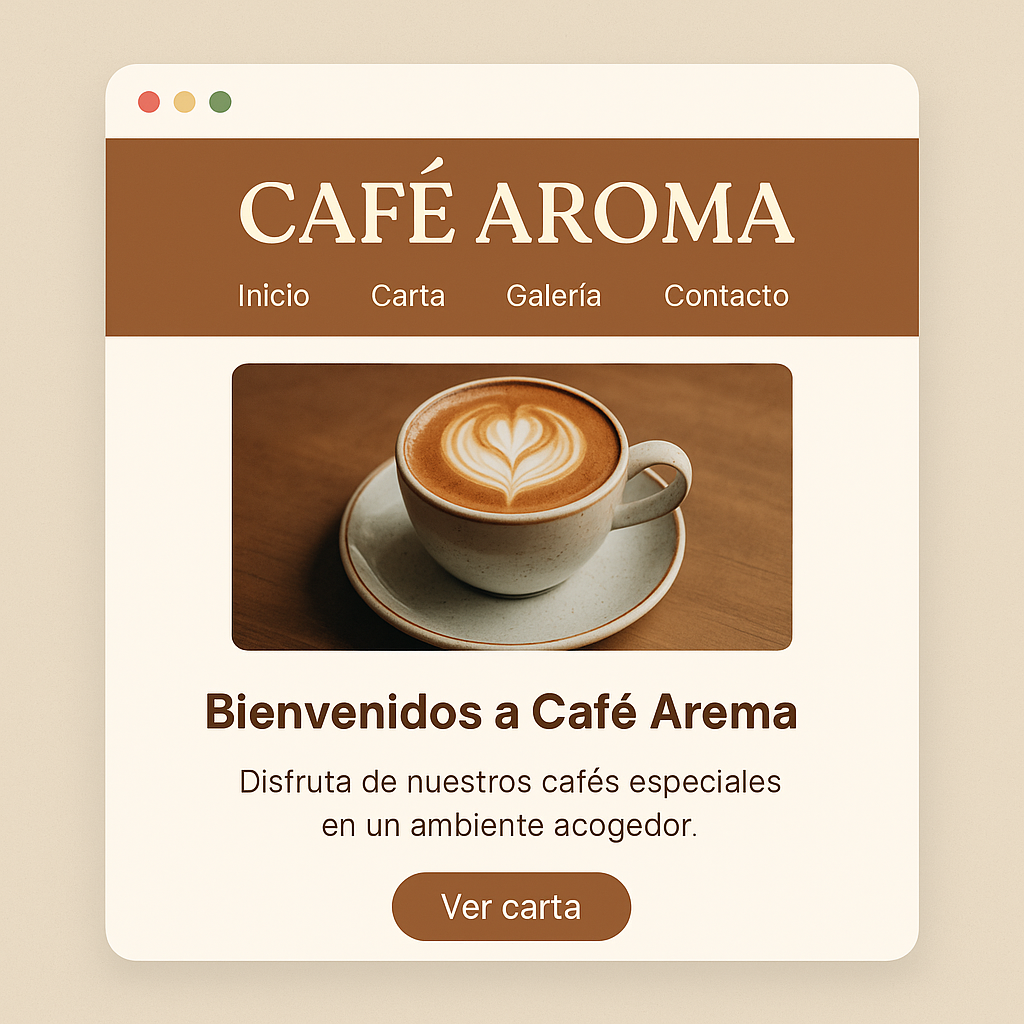 CAFÉ AROMA
Inicio Carta Galería Contacto
Bienvenidos a Café Arema
Disfruta de nuestros cafés especiales
en un ambiente acogedor.
Ver carta